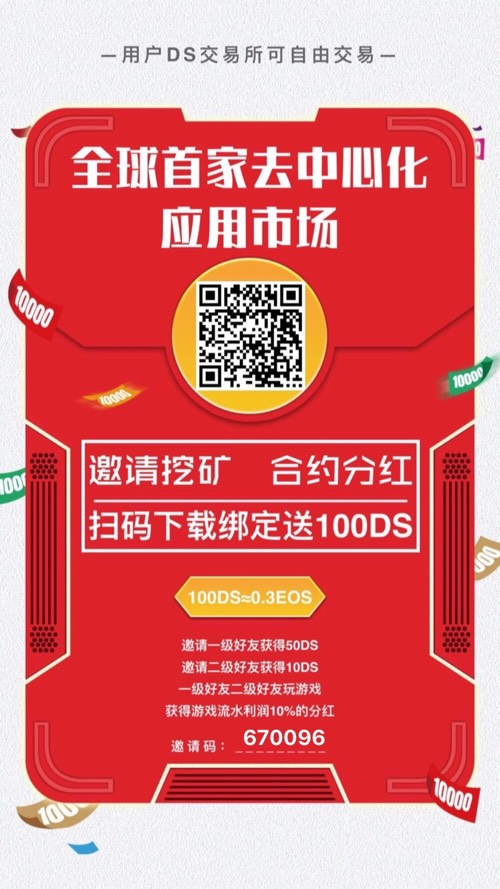 —用户DS交易所可自由交易—
全球首家去中心化
应用市场
10000
10000
10000
1000
邀请挖矿 合约分红
扫码下载绑定送100DS
100DS≈0.3EOS
邀请一级好友获得50DS
邀请二级好友获得10DS
一级好友二级好友玩游戏
获得游戏流水利润10%的分红
邀请码：670096
10000